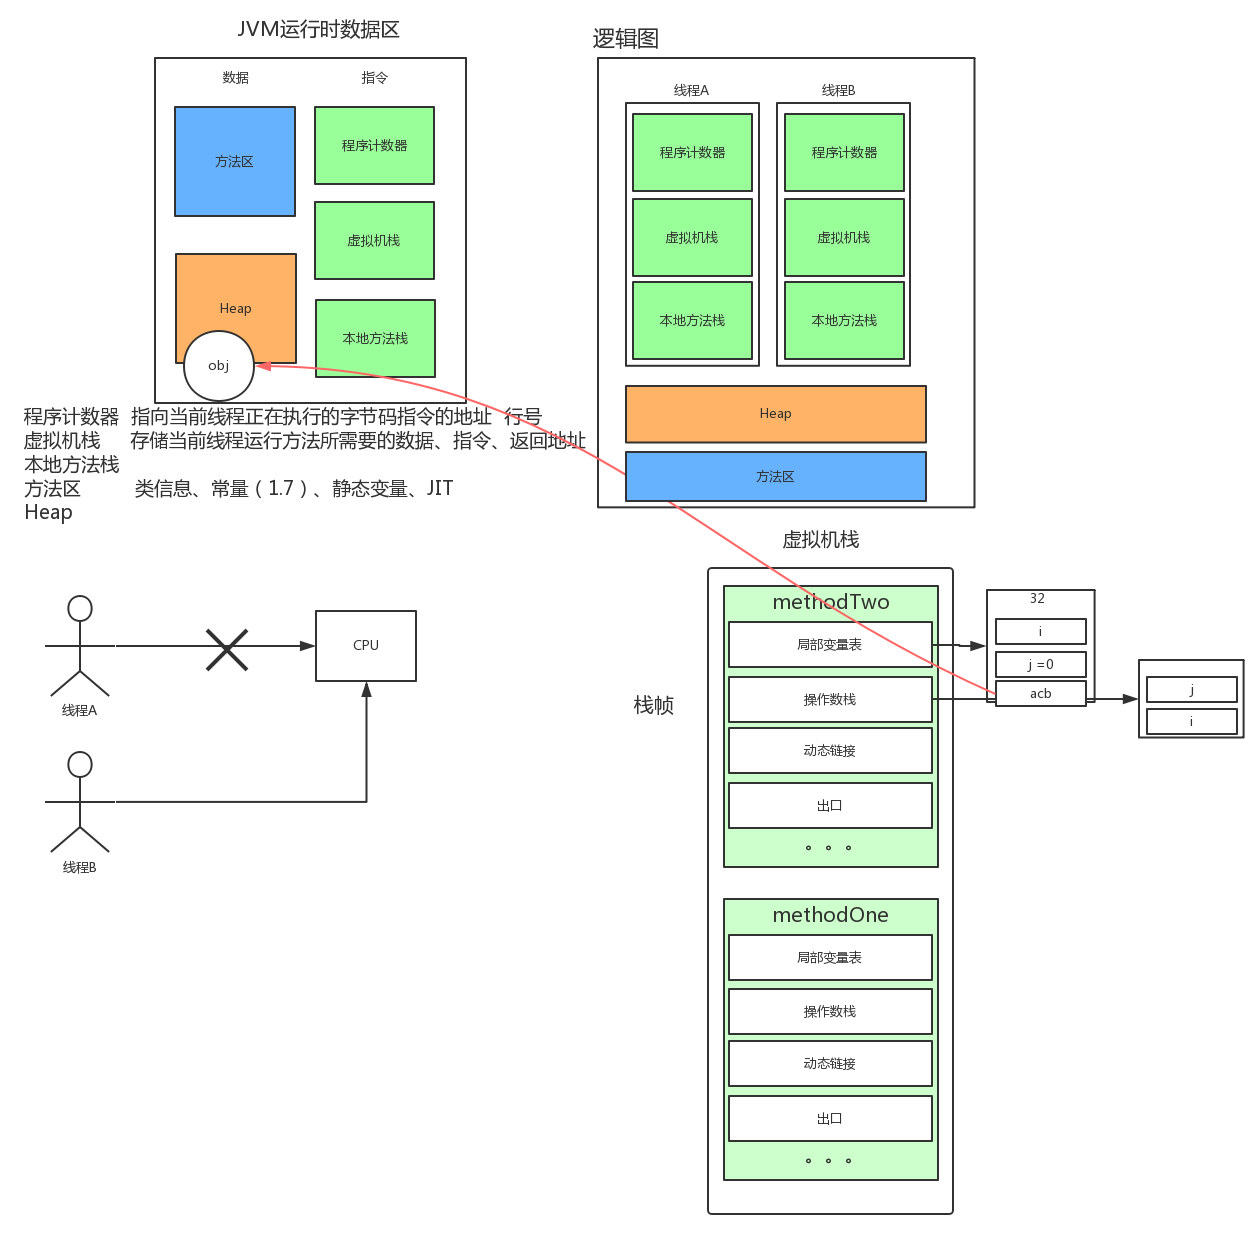 JVM运行时数据区
数据
指令
方法区
程序计数器
虚拟机栈
Heap
本地方法栈
obj
程序计数器 指向当前线程正在执行的字节码指令的地址 行号
虚拟机栈 存储当前线程运行方法所需要的数据、指令、返回地址
本地方法栈
方法区 类信息、常量（1.7）、静态变量、JIT
Heap
逻辑图
线程A
线程B
程序计数器
程序计数器
虚拟机栈
虚拟机栈
本地方法栈
本地方法栈
Heap
方法区
线程A
CPU
线程B
虚拟机栈
栈帧
methodTwo
局部变量表
操作数栈
动态链接
出口
。。。
32
i
j =0
acb
j
i
methodOne
局部变量表
操作数栈
动态链接
出口
。。。